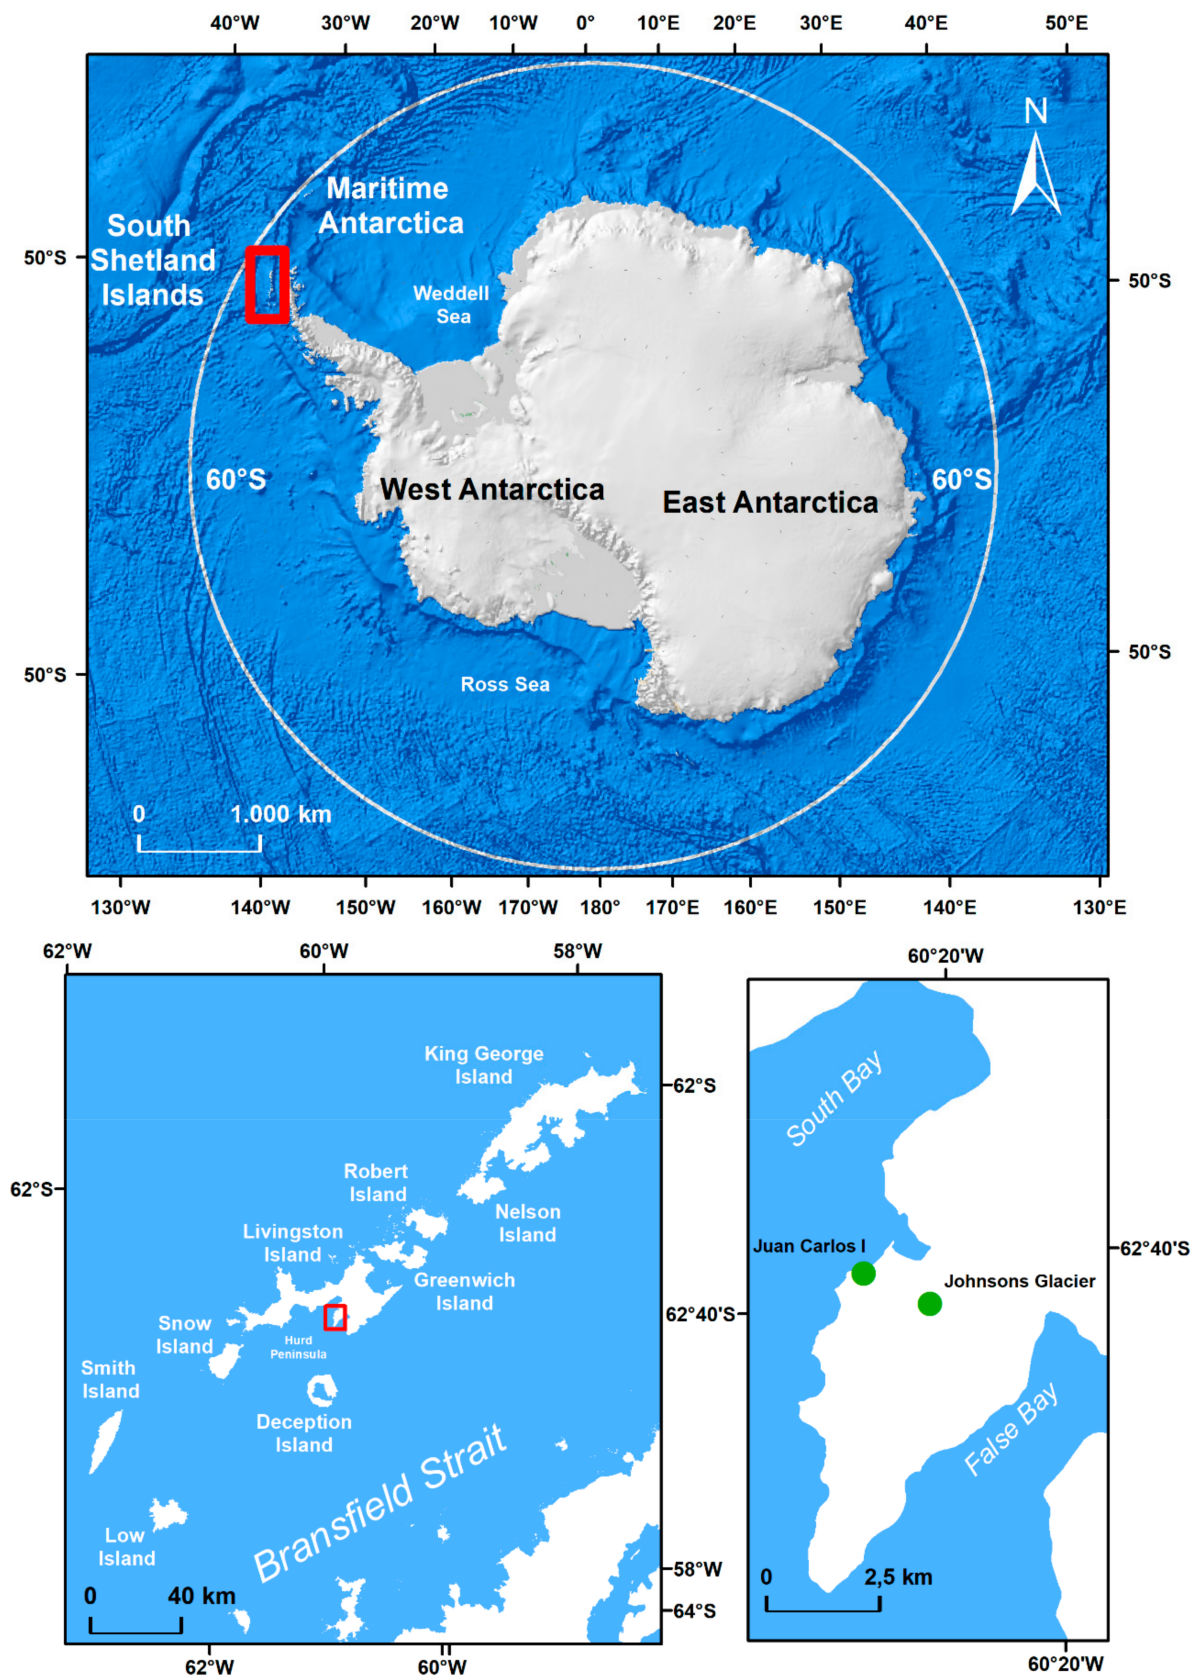 40°W 30°W 20°W 10°W 0° 10°E 20°E 30°E 40°E 50°E
N
Maritime
Antarctica
South
Shetland
Islands
50°S
50°S
Weddell
Sea
60°S
60°S
West Antarctica
East Antarctica
50°S
50°S
Ross Sea
0 1.000 km
130°W 140°W 150°W 160°W 170°W 180° 170°E 160°E 150°E 140°E 130°E
62°W 60°W 58°W
King George
Island
62°S
Robert
Island
62°S
Nelson
Island
Livingston
Island
Greenwich
Island
62°40'S
Snow
Island
Hurd
Peninsula
Smith
Island
Deception
Island
Bransfield Strait
Low
Island
58°W
0 40 km
64°S
62°W 60°W
60°20'W
South Bay
Juan Carlos I
62°40'S
Johnsons Glacier
False Bay
0 2,5 km
60°20'W